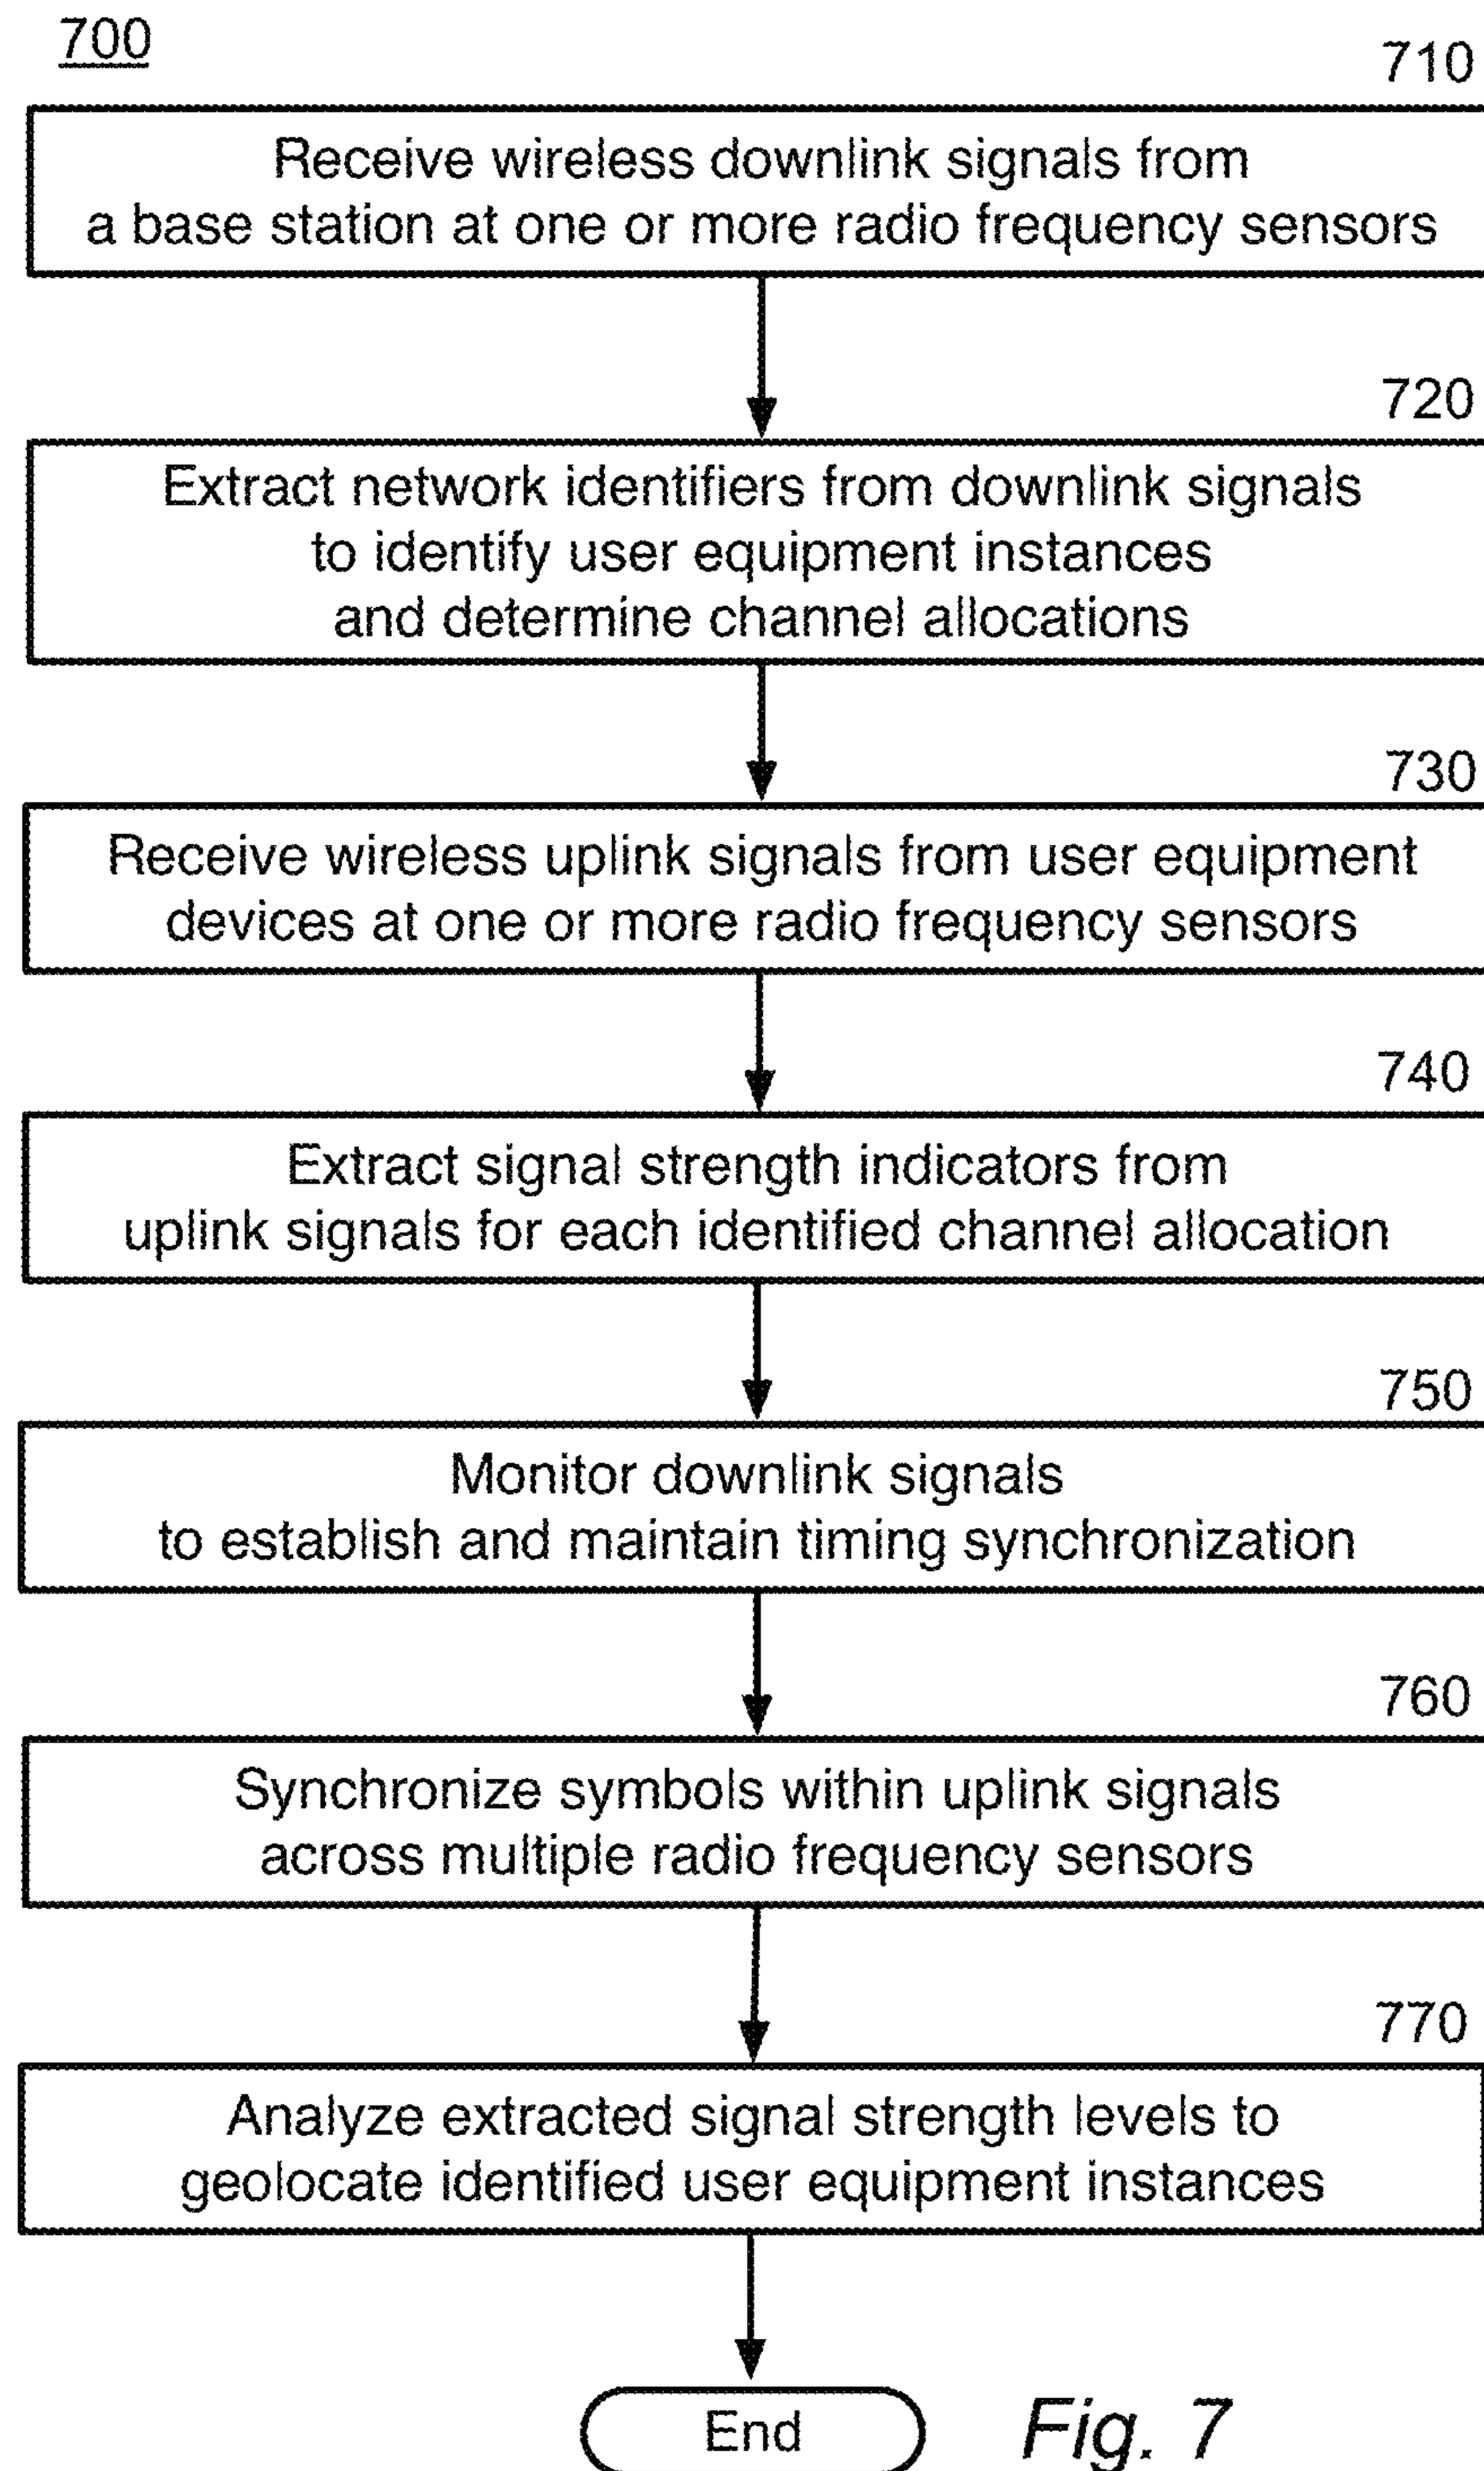 700
710
Receive wireless downlink signals from
a base station at one or more radio frequency sensors
720
Extract network identifiers from downlink signals
to identify user equipment instances
and determine channel allocations
730
Receive wireless uplink signals from user equipment
devices at one or more radio frequency sensors
740
Extract signal strength indicators from
uplink signals for each identified channel allocation
750
Monitor downlink signals
to establish and maintain timing synchronization
760
Synchronize symbols within uplink signals
across multiple radio frequency sensors
770
Analyze extracted signal strength levels to
geolocate identified user equipment instances
End
Fig. 7